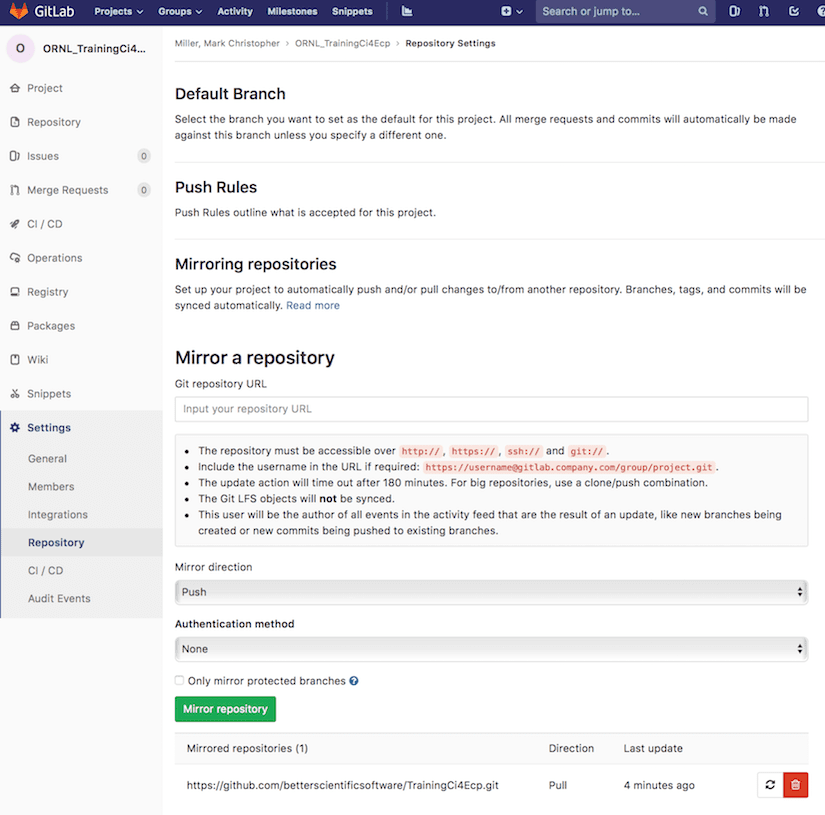 GitLab Projects Groups Activity Milestones Snippets Search or jump to...
O ORNL_TrainingCi4...
Project
Repository
Issues 0
Merge Requests 0
CI / CD
Operations
Registry
Packages
Wiki
Snippets
Settings
General
Members
Integrations
Repository
CI / CD
Audit Events
Miller, Mark Christopher › ORNL_TrainingCi4Ecp › Repository Settings
Default Branch
Select the branch you want to set as the default for this project. All merge requests and commits will automatically be made
against this branch unless you specify a different one.
Push Rules
Push Rules outline what is accepted for this project.
Mirroring repositories
Set up your project to automatically push and/or pull changes to/from another repository. Branches, tags, and commits will be
synced automatically. Read more
Mirror a repository
Git repository URL
Input your repository URL
• The repository must be accessible over http://, https://, ssh:// and git://.
• Include the username in the URL if required: https://username@gitlab.company.com/group/project.git.
• The update action will time out after 180 minutes. For big repositories, use a clone/push combination.
• The Git LFS objects will not be synced.
• This user will be the author of all events in the activity feed that are the result of an update, like new branches being
created or new commits being pushed to existing branches.
Mirror direction
Push
Authentication method
None
Only mirror protected branches ?
Mirror repository
Mirrored repositories (1) Direction Last update
https://github.com/betterscientificsoftware/TrainingCi4Ecp.git Pull 4 minutes ago